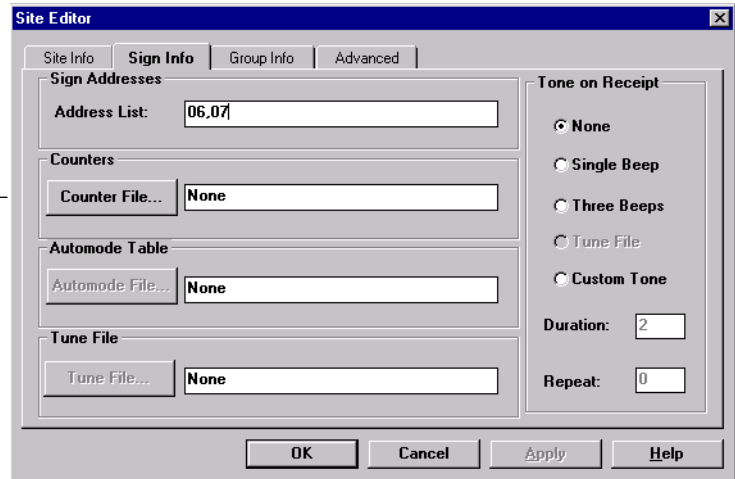 Site Editor
Site Info Sign Info Group Info Advanced
Sign Addresses
Address List: 06,07
Counters
Counter File... None
Automode Table
Automode File... None
Tune File
Tune File... None
Tone on Receipt
None
Single Beep
Three Beeps
Tune File
Custom Tone
Duration: 2
Repeat: 0
OK Cancel Apply Help